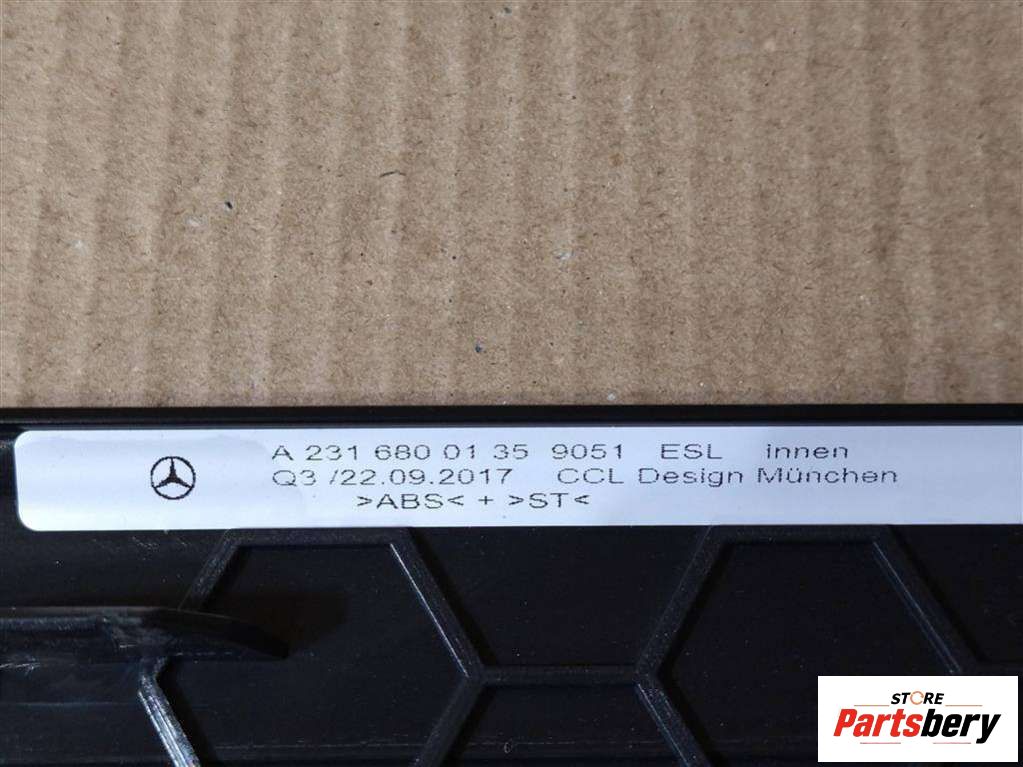 A 231 680 01 35 9051 ESL innen
Q3 /22.09.2017 CCL Design München
>ABS< + >ST<
STORE
Partsbery